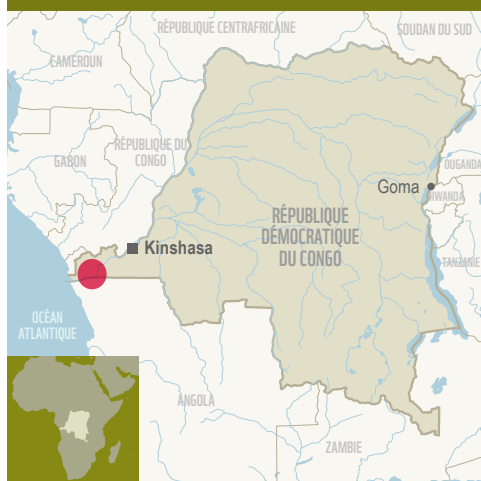 RÉPUBLIQUE CENTRAFRICAINE
SOUDAN DU SUD
CAMEROUN
RÉPUBLIQUE DU
CONGO
GABON
OUGANDA
Goma
RWANDA
RÉPUBLIQUE
DÉMOCRATIQUE
DU CONGO
Kinshasa
TANZANIE
OCÉAN
ATLANTIQUE
ANGOLA
ZAMBIE